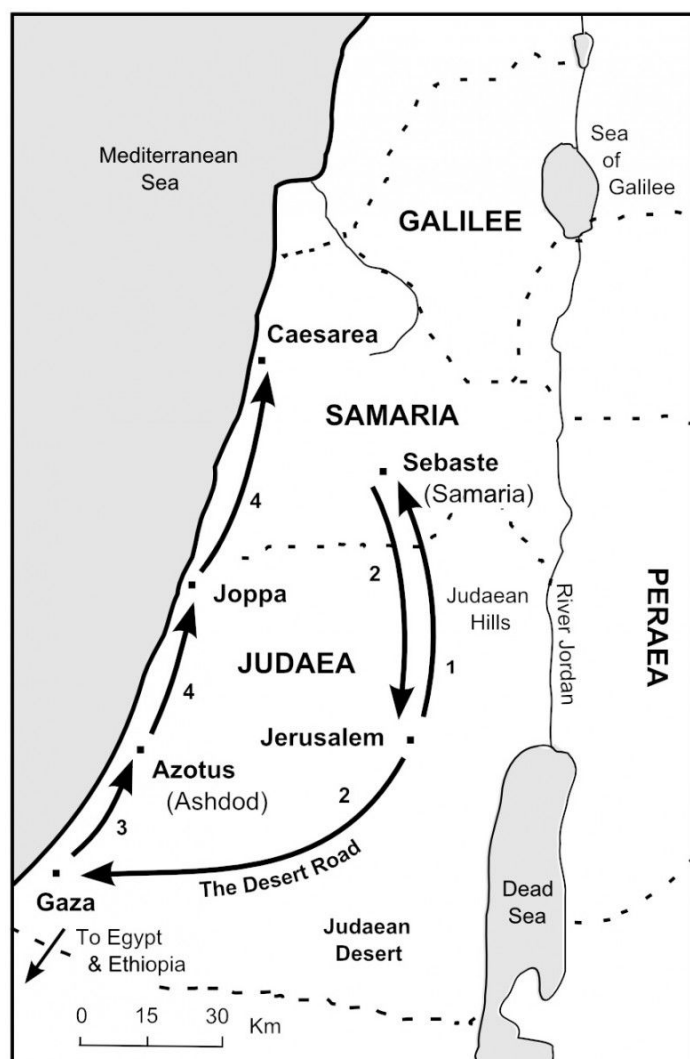 Mediterranean
Sea
Sea
of
Galilee
GALILEE
Caesarea
SAMARIA
Sebaste
(Samaria)
4
2
Joppa
Judaean
Hills
River Jordan
PERAEA
JUDAEA
1
4
Jerusalem
Azotus
(Ashdod)
2
3
The Desert Road
Gaza
Dead
Sea
To Egypt
& Ethiopia
Judaean
Desert
0 15 30
Km